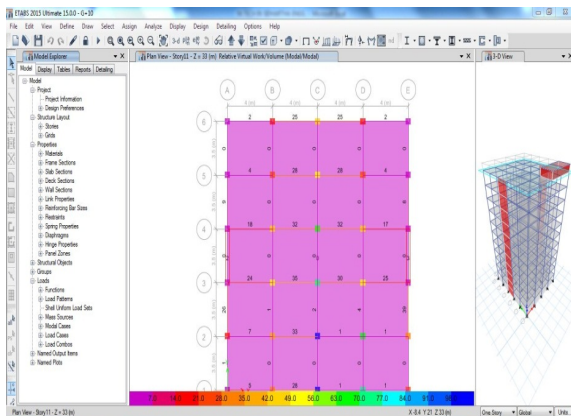 ETABS 2015 Ultimate 15.0.0 - G+10
File Edit View Define Draw Select Assign Analyze Display Design Detailing Options Help
Model Explorer
Plan View - Story11 - Z = 33 (m) Relative Virtual Work/Volume (Modal/Modal)
3-D View
Model Display Tables Reports Detailing
Model
Project
Project Information
Design Preferences
Structure Layout
Stories
Grids
Properties
Materials
Frame Sections
Slab Sections
Deck Sections
Wall Sections
Link Properties
Reinforcing Bar Sizes
Restraints
Spring Properties
Diaphragms
Hinge Properties
Panel Zones
Structural Objects
Groups
Loads
Functions
Load Patterns
Shell Uniform Load Sets
Mass Sources
Modal Cases
Load Cases
Load Combos
Named Output Items
Named Plots
A B C D E
4 (m) 4 (m) 4 (m) 4 (m)
6 2 25 25 2
0 0 0 0 0
5 4 28 28 4
4 18 32 32 17
3 24 35 30 25
1 2 4
2 7 33 1 1
28 1 1
7.0 14.0 28.0 35.0 42.0 49.0 56.0 63.0 70.0 77.0 84.0 91.0
Plan View - Story11 - Z = 33 (m)
X -8.4 Y 21 Z 33 (m)
One Story Global Units...